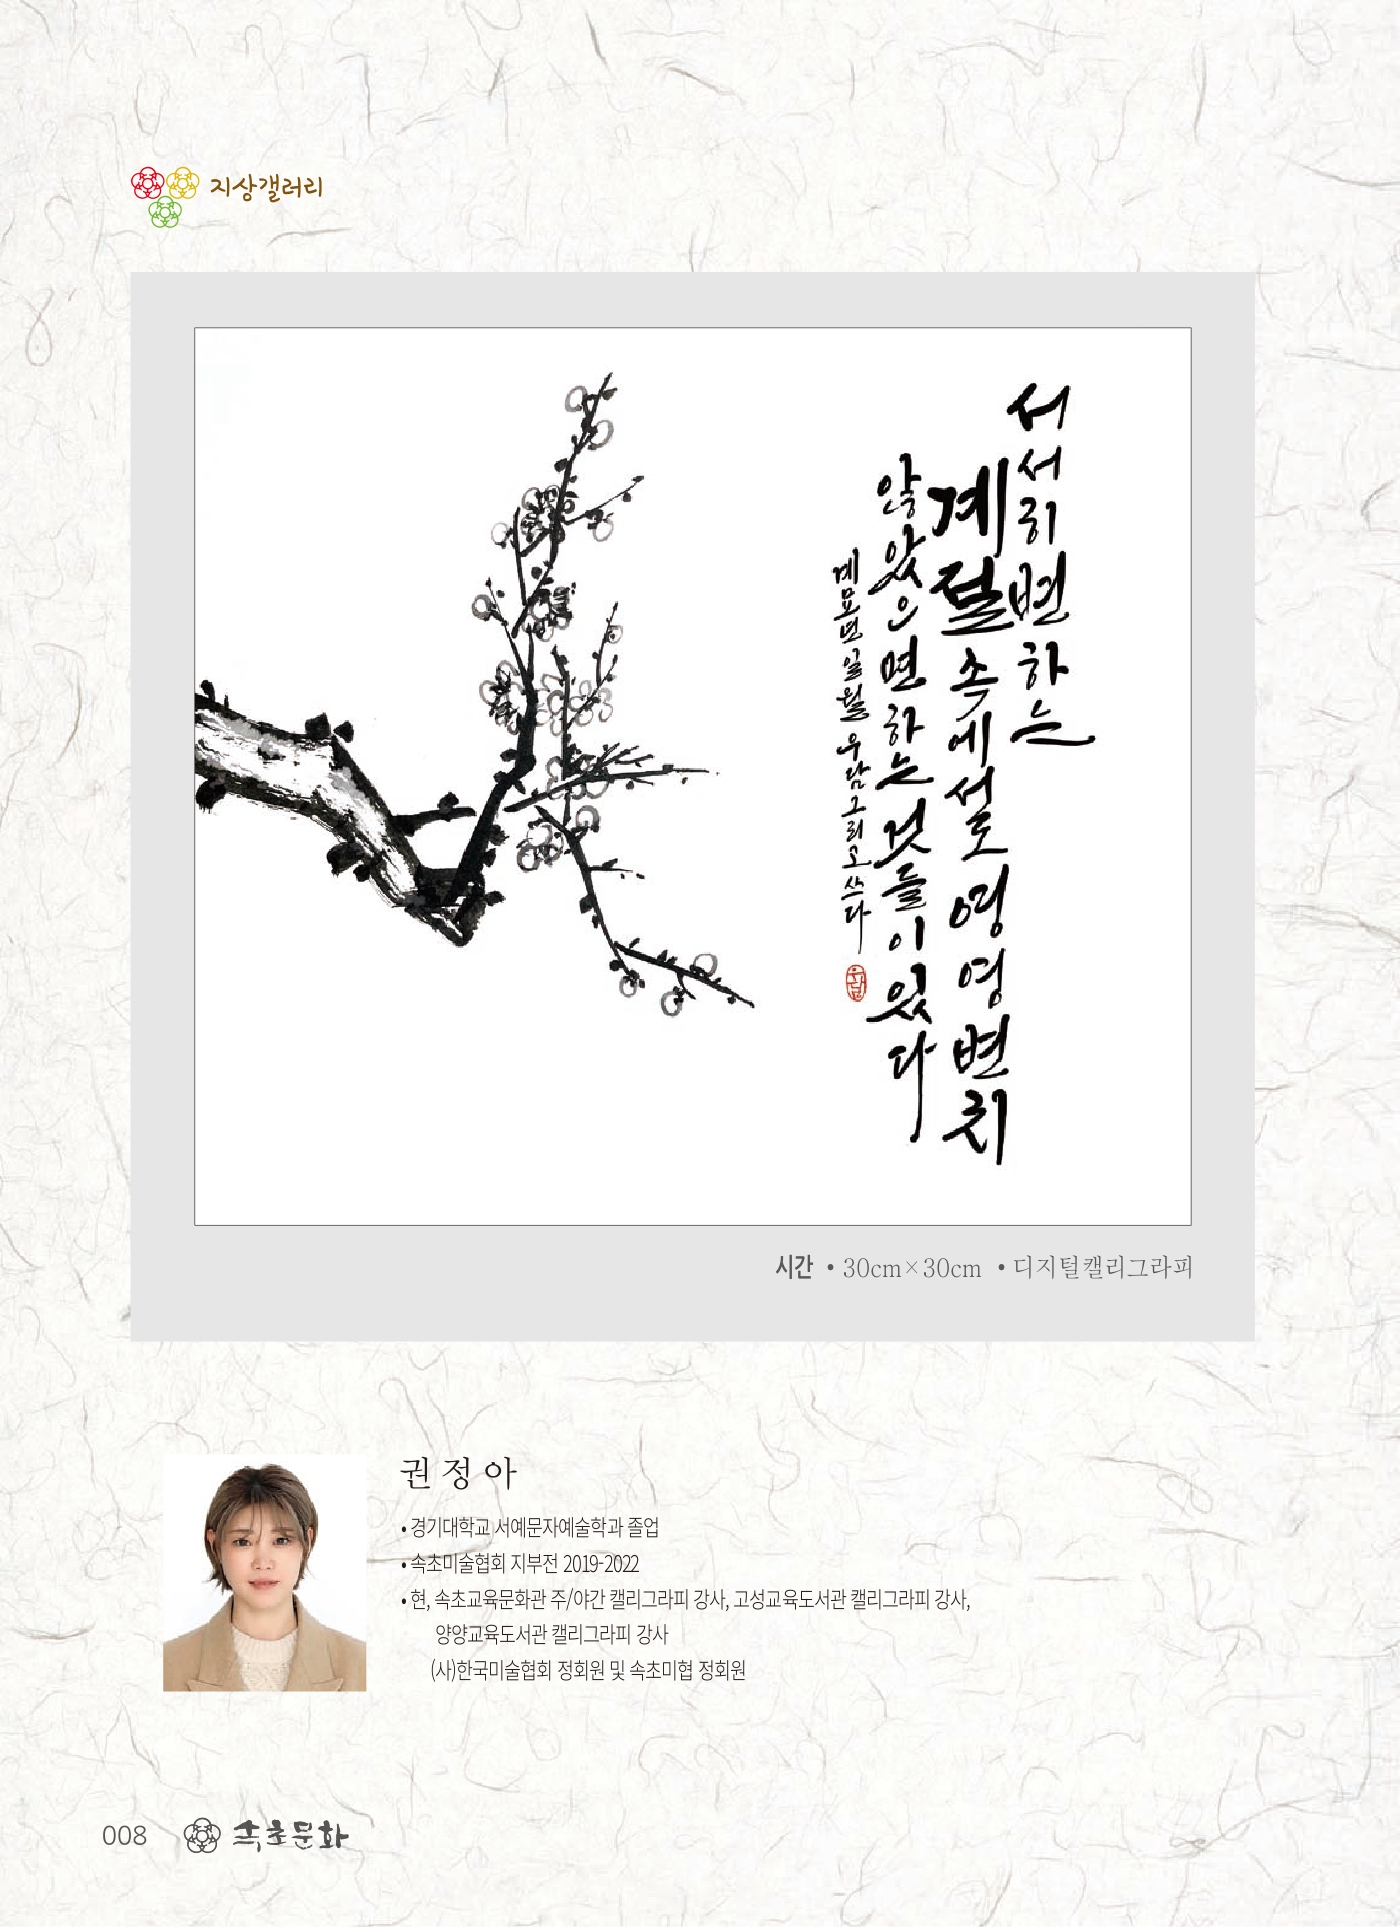 지상갤러리
서서히 변하는
계절 속에서도 영영 변치
않았으면 하는 것들이 있다
계묘년 일월 우담 그리고 쓰다
우담
시간 • 30cm×30cm • 디지털캘리그라피
권정아
• 경기대학교 서예문자예술학과 졸업
• 속초미술협회 지부전 2019-2022
• 현, 속초교육문화관 주/야간 캘리그라피 강사, 고성교육도서관 캘리그라피 강사,
양양교육도서관 캘리그라피 강사
(사)한국미술협회 정회원 및 속초미협 정회원
008 속초문화